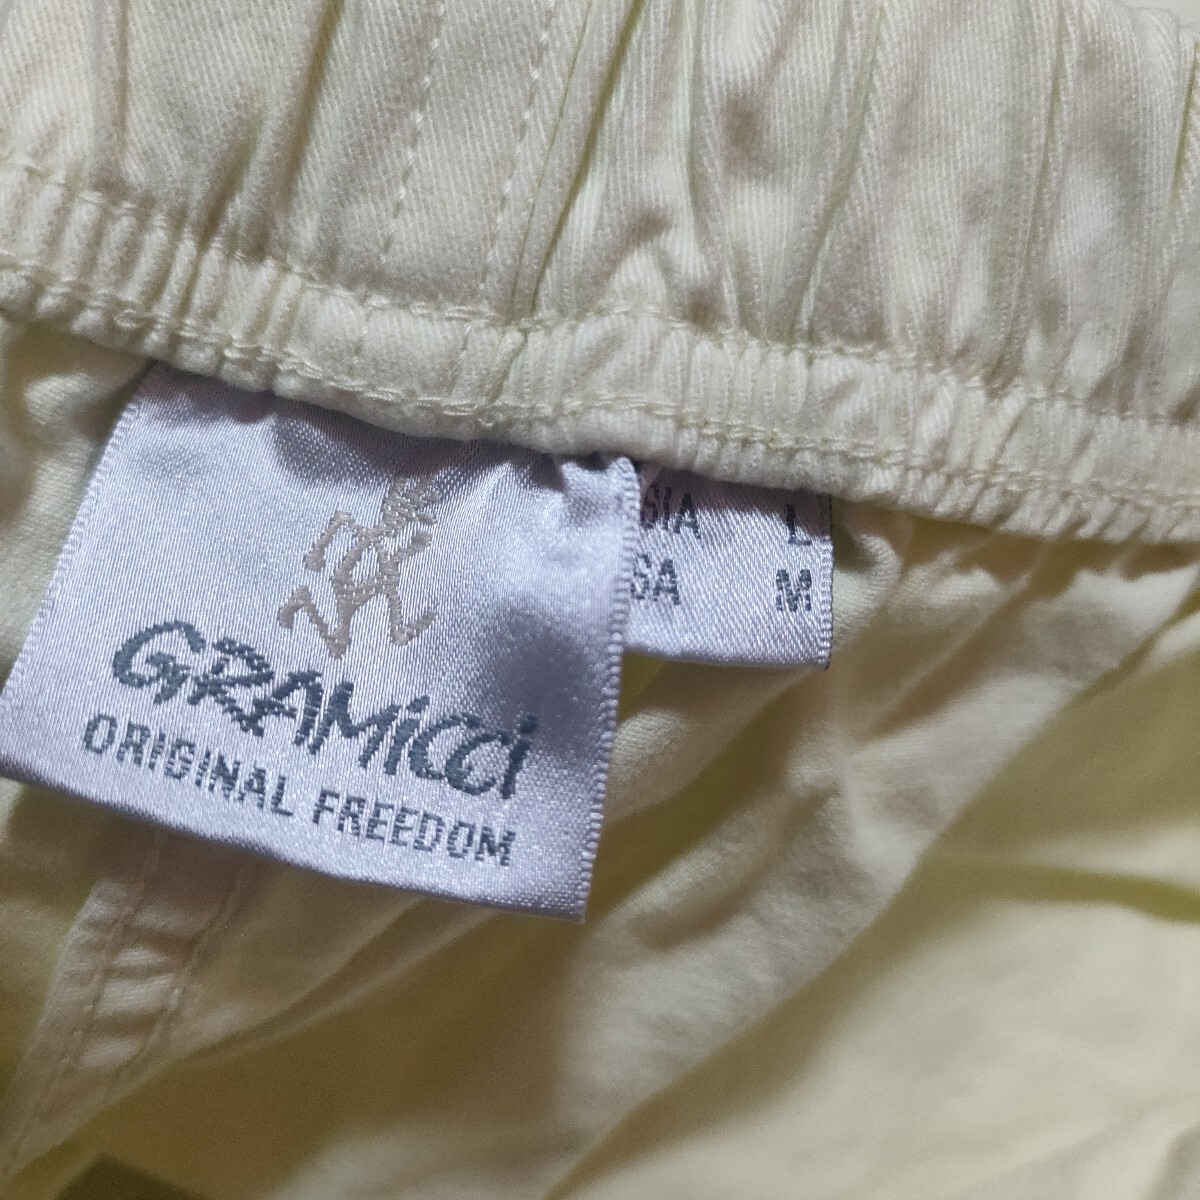 GRAMiCCi
ORIGINAL FREEDOM
SIA L
SA M